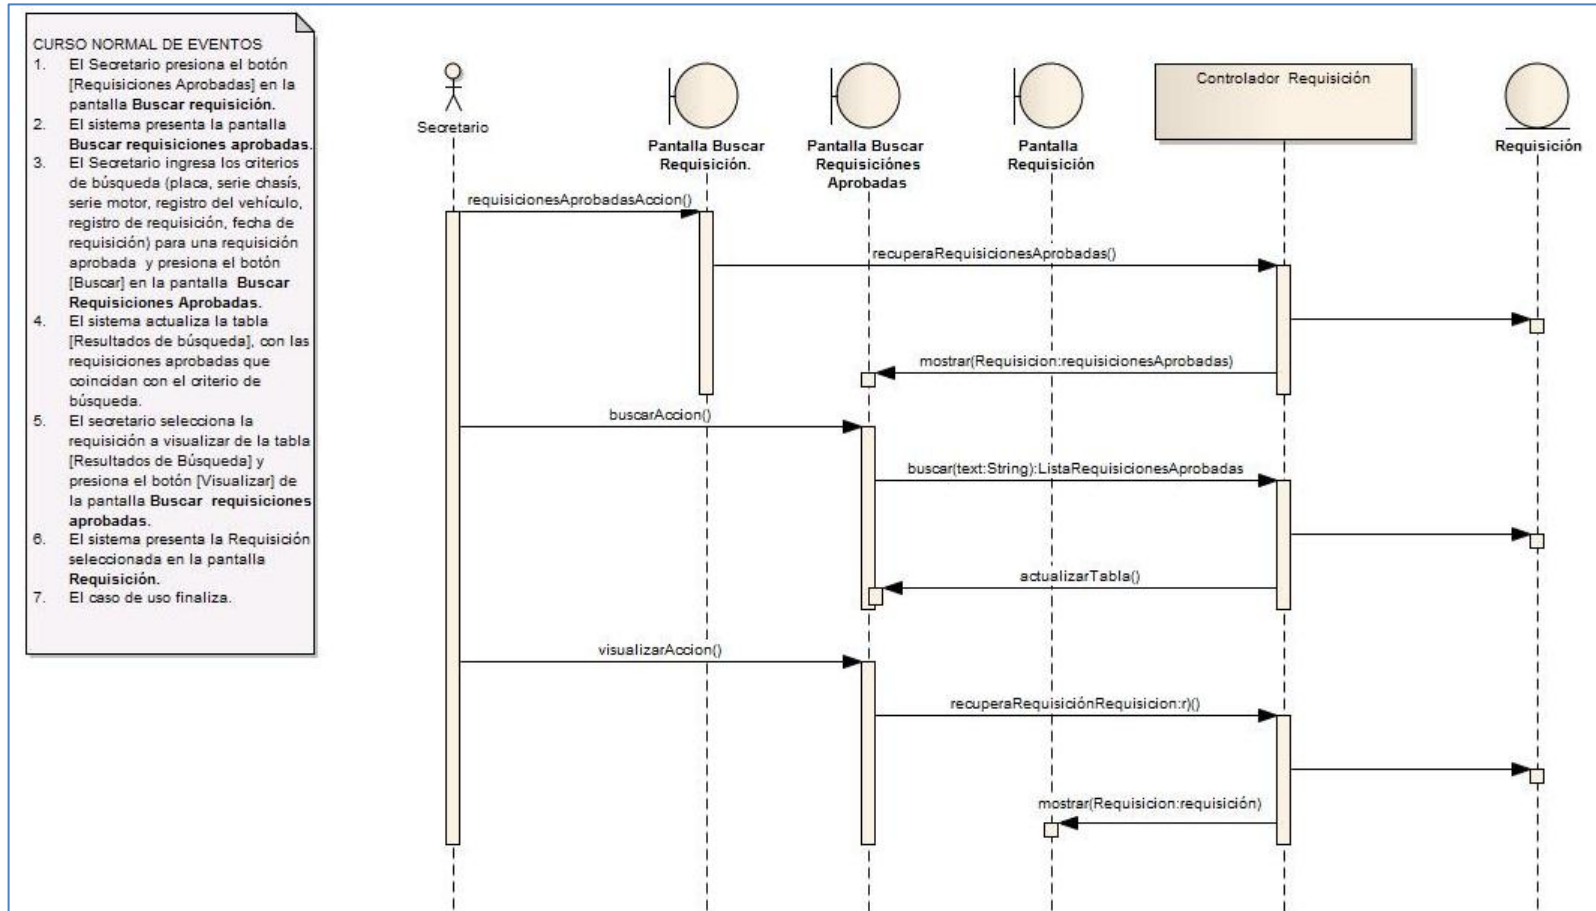 CURSO NORMAL DE EVENTOS
1. El Secretario presiona el botón
[Requisiciones Aprobadas] en la
pantalla Buscar requisición.
2. El sistema presenta la pantalla
Buscar requisiciones aprobadas.
3. El Secretario ingresa los criterios
de búsqueda (placa, serie chasís,
serie motor, registro del vehículo,
registro de requisición, fecha de
requisición) para una requisición
aprobada y presiona el botón
[Buscar] en la pantalla Buscar
Requisiciones Aprobadas.
4. El sistema actualiza la tabla
[Resultados de búsqueda], con las
requisiciones aprobadas que
coincidan con el criterio de
búsqueda.
5. El secretario selecciona la
requisición a visualizar de la tabla
[Resultados de Búsqueda] y
presiona el botón [Visualizar] de
la pantalla Buscar requisiciones
aprobadas.
6. El sistema presenta la Requisición
seleccionada en la pantalla
Requisición.
7. El caso de uso finaliza.
Secretario
Pantalla Buscar
Requisición.
Pantalla Buscar
Requisiciónes
Aprobadas
Pantalla
Requisición
Controlador Requisición
Requisición
requisicionesAprobadasAccion()
recuperaRequisicionesAprobadas()
mostrar(Requisicion:requisicionesAprobadas)
buscarAccion()
buscar(text:String):ListaRequisicionesAprobadas
actualizarTabla()
visualizarAccion()
recuperaRequisiciónRequisicion:r)()
mostrar(Requisicion:requisición)